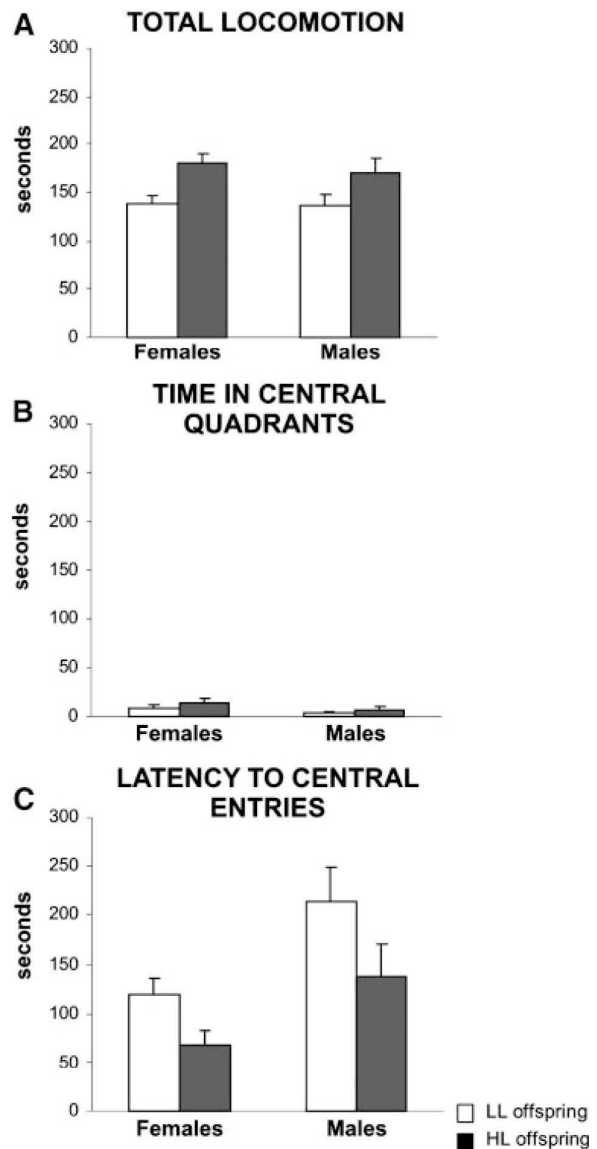 A TOTAL LOCOMOTION
300
250
200
150
100
50
0
seconds
Females Males
B TIME IN CENTRAL
QUADRANTS
300
250
200
150
100
50
0
seconds
Females Males
C LATENCY TO CENTRAL
ENTRIES
300
250
200
150
100
50
0
seconds
Females Males
LL offspring
HL offspring